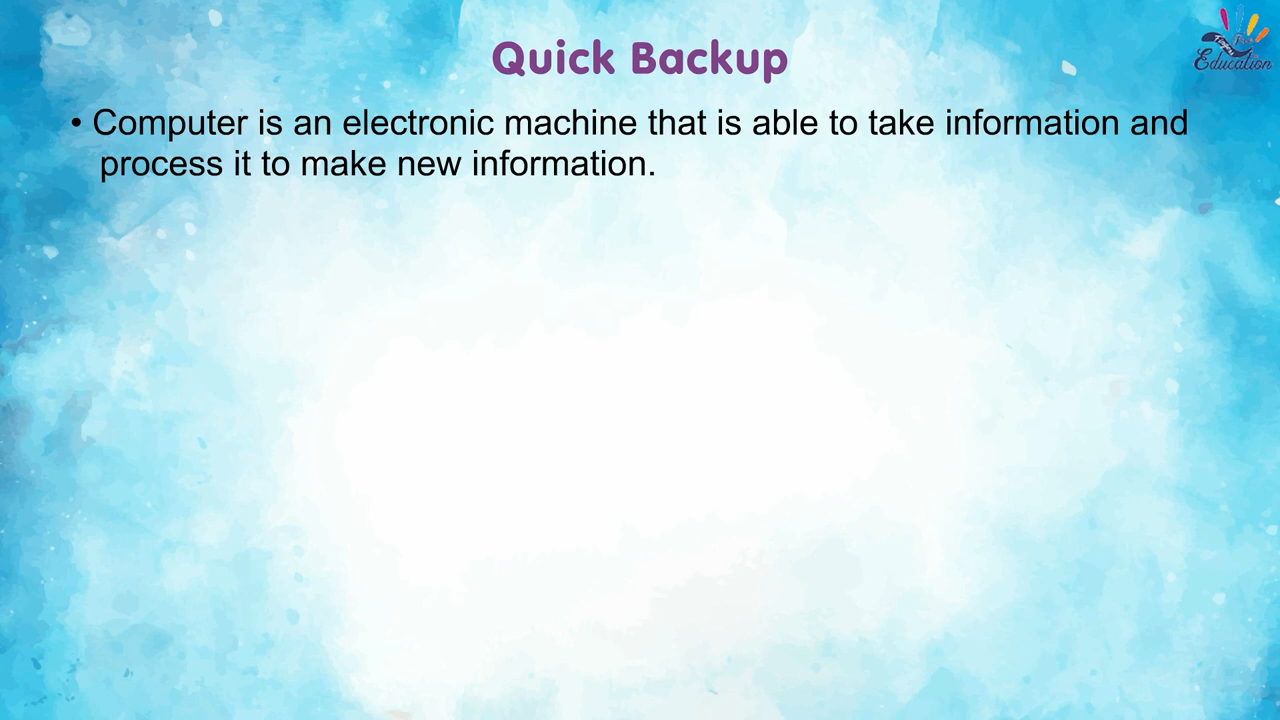 Quick Backup
• Computer is an electronic machine that is able to take information and
process it to make new information.
Education